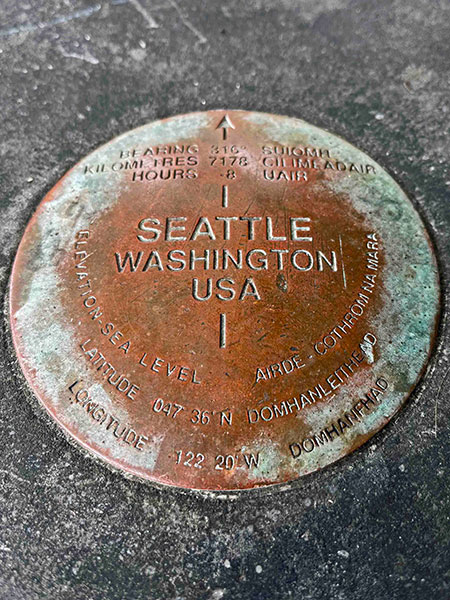 BEARING 316° SUIOMH
KILOMETRES 7178 CILIMEADAIR
HOURS -8 UAIR
SEATTLE
WASHINGTON
USA
ELEVATION SEA LEVEL AIRDE - COTHROM NA MARA
LATITUDE 047 36' N DOMHANLEITHEAD
LONGITUDE 122 20' W DOMHANFHAD